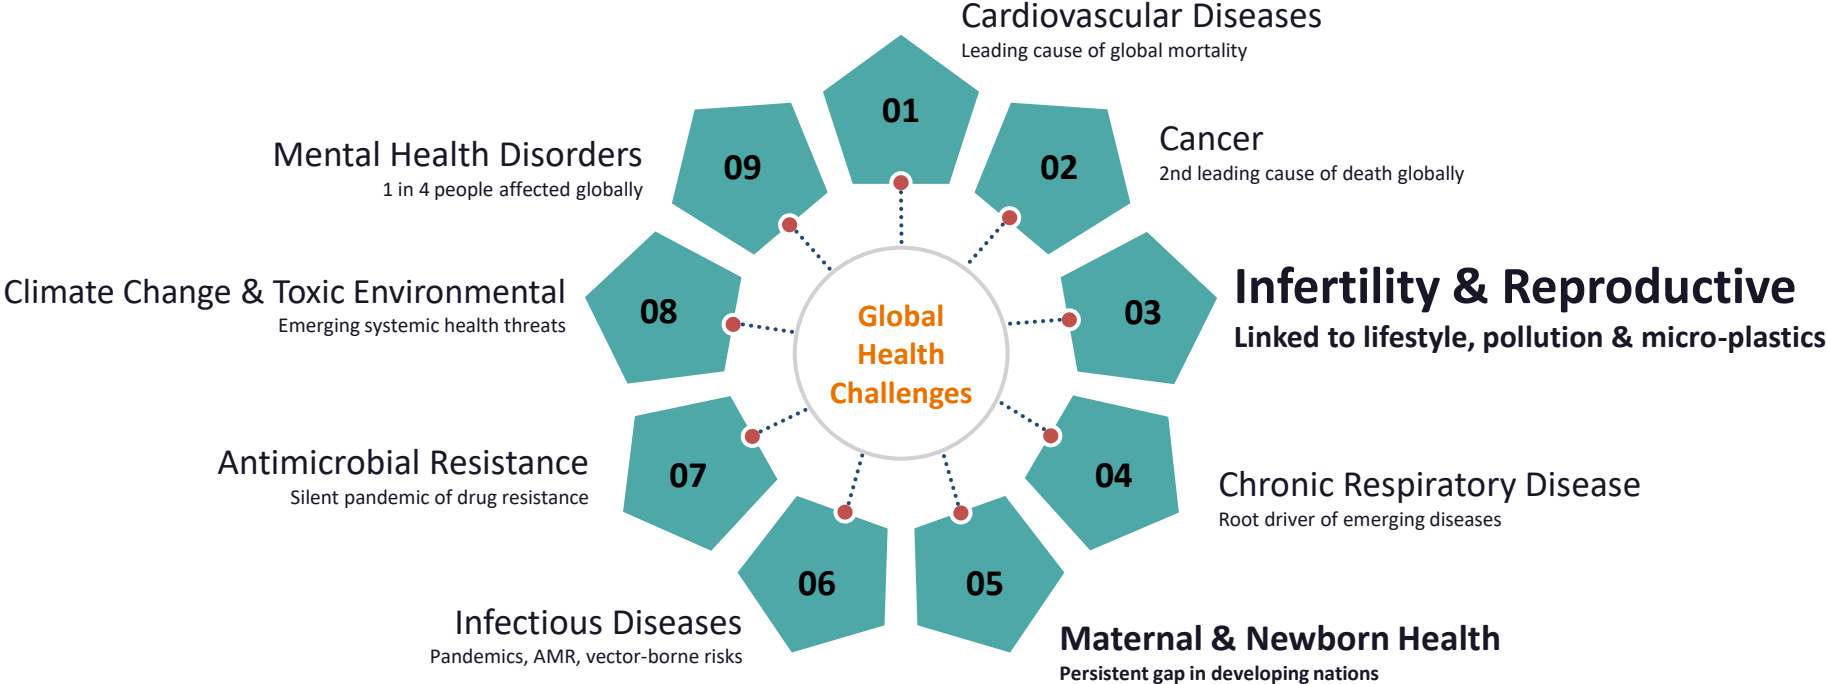 Global
Health
Challenges
01
Cardiovascular Diseases
Leading cause of global mortality
02
Cancer
2nd leading cause of death globally
03
Infertility & Reproductive
Linked to lifestyle, pollution & micro-plastics
04
Chronic Respiratory Disease
Root driver of emerging diseases
05
Maternal & Newborn Health
Persistent gap in developing nations
06
Infectious Diseases
Pandemics, AMR, vector-borne risks
07
Antimicrobial Resistance
Silent pandemic of drug resistance
08
Climate Change & Toxic Environmental
Emerging systemic health threats
09
Mental Health Disorders
1 in 4 people affected globally